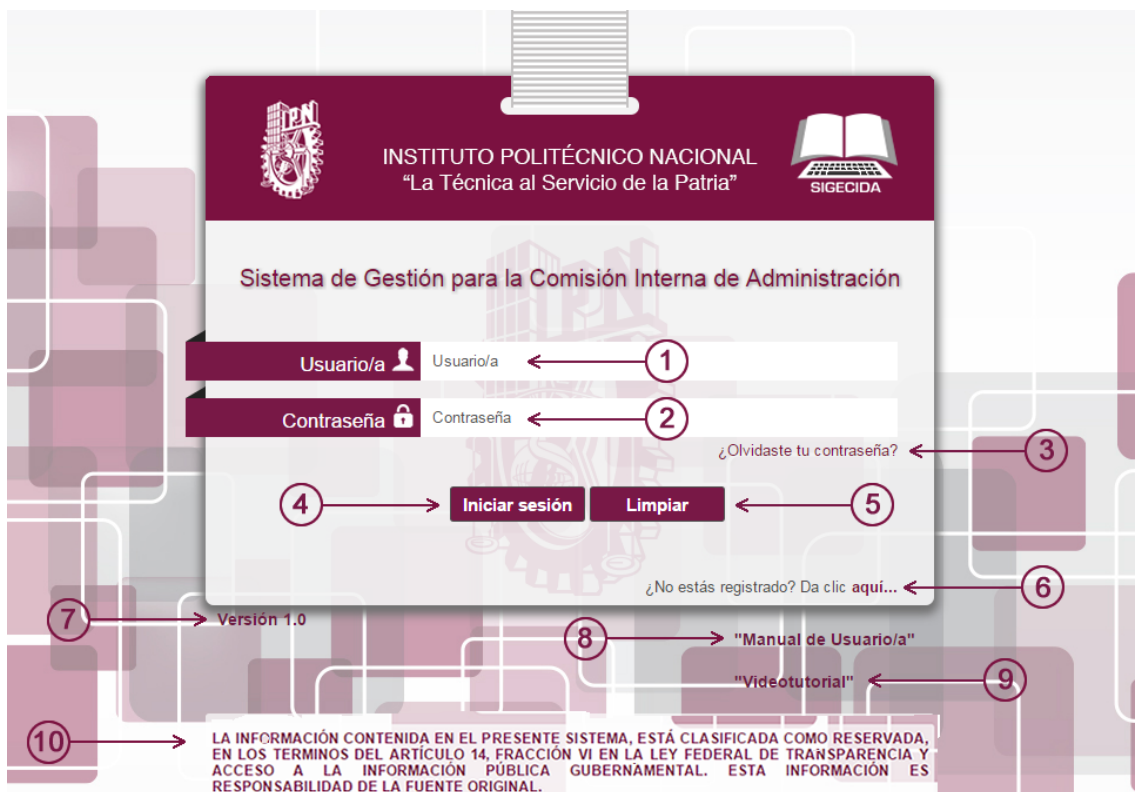 IPN
INSTITUTO POLITÉCNICO NACIONAL
“La Técnica al Servicio de la Patria”
SIGECIDA
Sistema de Gestión para la Comisión Interna de Administración
Usuario/a Usuario/a 1
Contraseña Contraseña 2
¿Olvidaste tu contraseña? 3
4 Iniciar sesión Limpiar 5
¿No estás registrado? Da clic aquí... 6
7 Versión 1.0
8 "Manual de Usuario/a"
"Videotutorial" 9
10 LA INFORMACIÓN CONTENIDA EN EL PRESENTE SISTEMA, ESTÁ CLASIFICADA COMO RESERVADA,
EN LOS TERMINOS DEL ARTÍCULO 14, FRACCIÓN VI EN LA LEY FEDERAL DE TRANSPARENCIA Y
ACCESO A LA INFORMACIÓN PÚBLICA GUBERNAMENTAL. ESTA INFORMACIÓN ES
RESPONSABILIDAD DE LA FUENTE ORIGINAL.